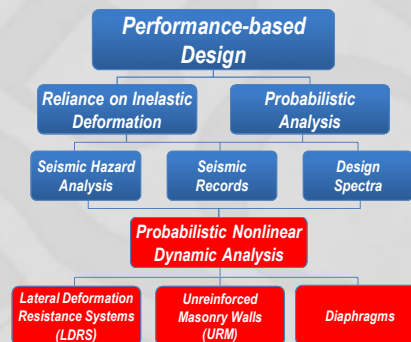 Performance-based
Design
Reliance on Inelastic
Deformation
Probabilistic
Analysis
Seismic Hazard
Analysis
Seismic
Records
Design
Spectra
Probabilistic Nonlinear
Dynamic Analysis
Lateral Deformation
Resistance Systems
(LDRS)
Unreinforced
Masonry Walls
(URM)
Diaphragms